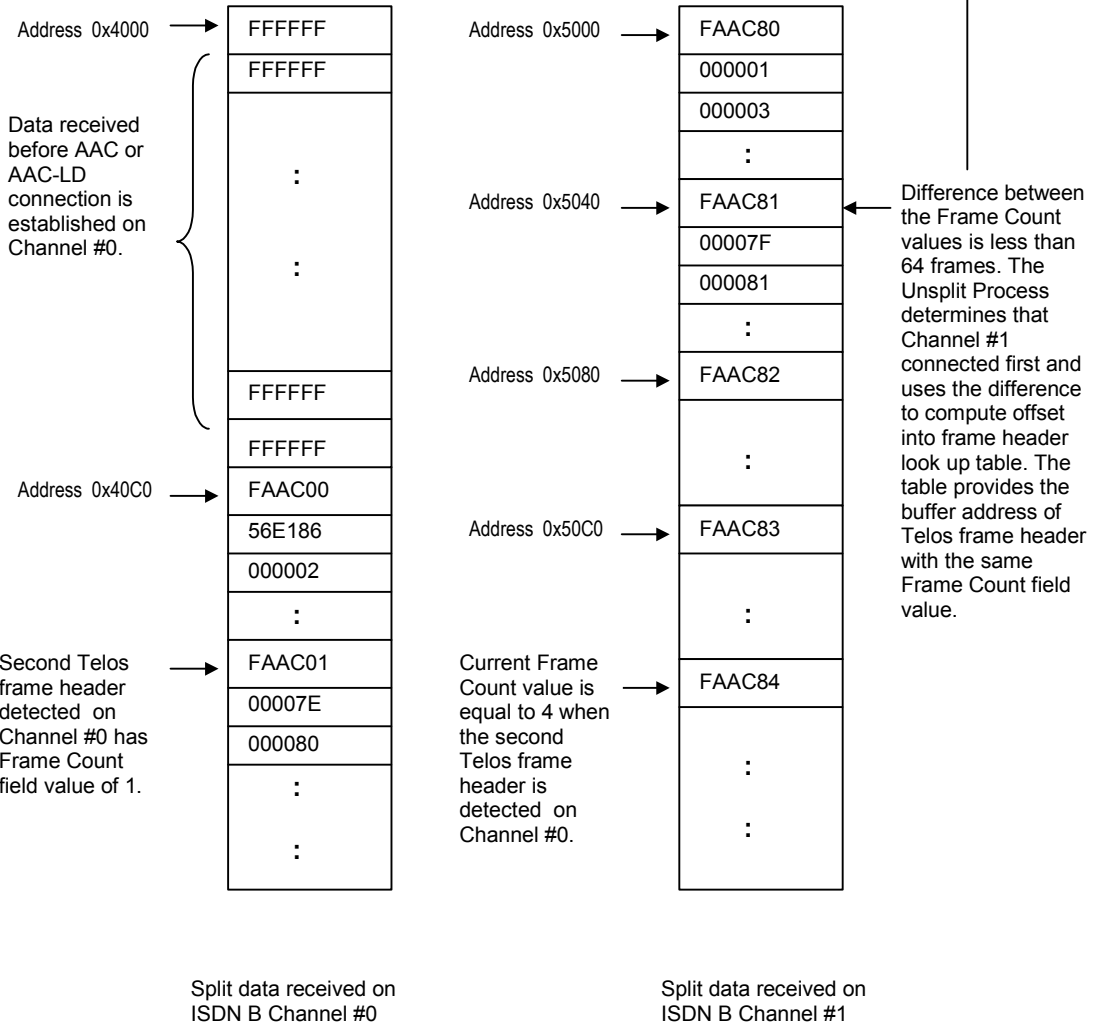 Address 0x4000
FFFFFF
FFFFFF
Data received
before AAC or
AAC-LD
connection is
established on
Channel #0.
:
:
FFFFFF
FFFFFF
Address 0x40C0
FAAC00
56E186
000002
:
Second Telos
frame header
detected on
Channel #0 has
Frame Count
field value of 1.
FAAC01
00007E
000080
:
:
Split data received on
ISDN B Channel #0
Address 0x5000
FAAC80
000001
000003
:
Address 0x5040
FAAC81
00007F
000081
:
Address 0x5080
FAAC82
:
Address 0x50C0
FAAC83
:
Current Frame
Count value is
equal to 4 when
the second
Telos frame
header is
detected on
Channel #0.
FAAC84
:
:
Split data received on
ISDN B Channel #1
Difference between
the Frame Count
values is less than
64 frames. The
Unsplit Process
determines that
Channel #1
connected first and
uses the difference
to compute offset
into frame header
look up table. The
table provides the
buffer address of
Telos frame header
with the same
Frame Count field
value.